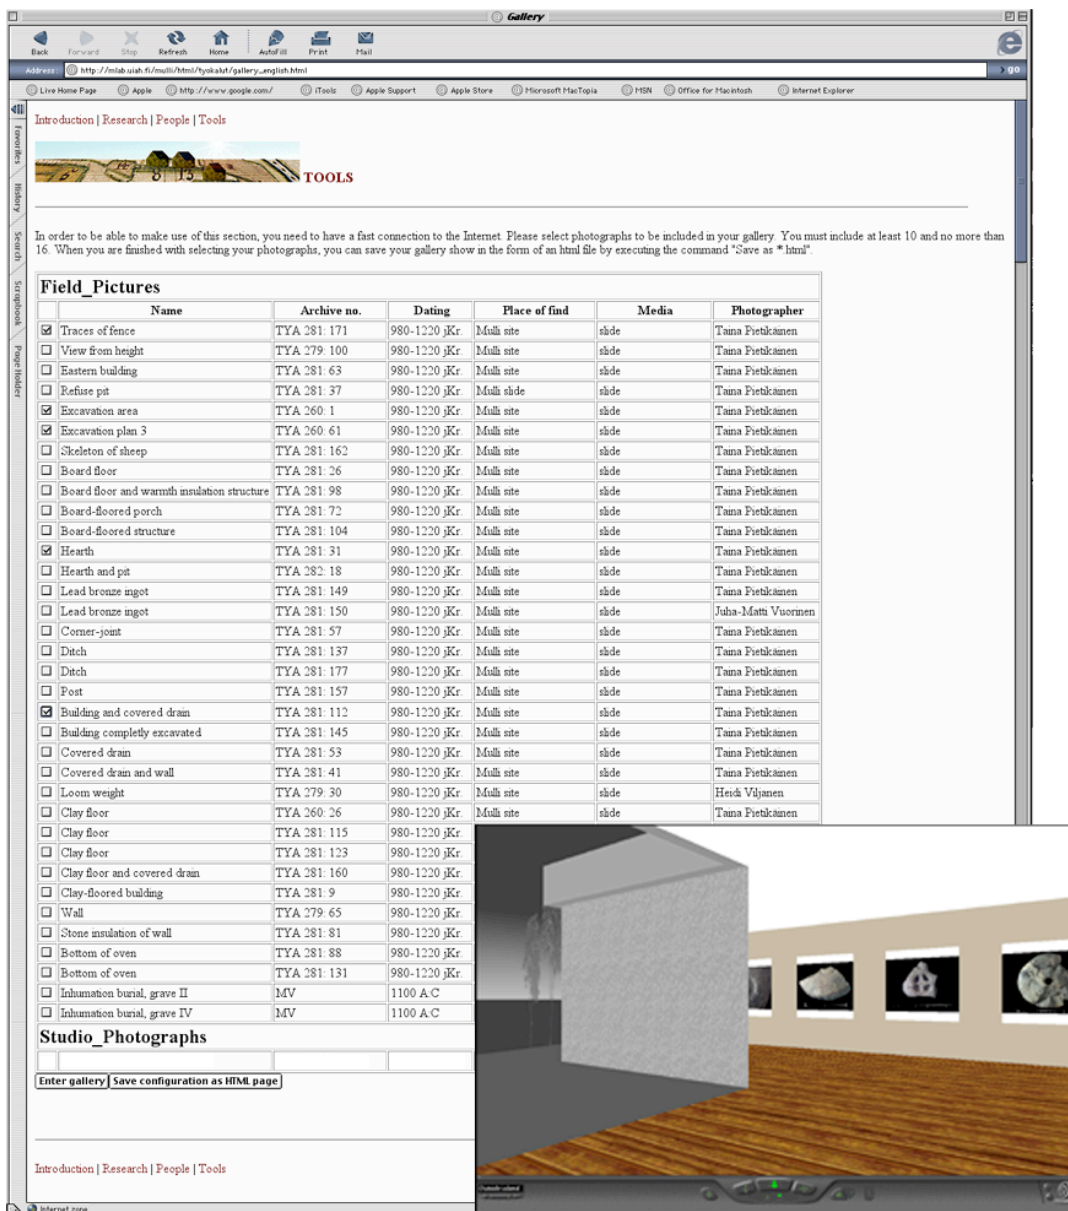 Gallery
Back Forward Stop Refresh Home AutoFill Print Mail
Address: http://mlab.uiah.fi/mulli/html/tyokalut/gallery_english.html go
Live Home Page Apple http://www.google.com/ iTools Apple Support Apple Store Microsoft MacTopia MSN Office for Macintosh Internet Explorer
Favorites
History
Search
Scrapbook
Page Holder
Introduction | Research | People | Tools
8 13
TOOLS
In order to be able to make use of this section, you need to have a fast connection to the Internet. Please select photographs to be included in your gallery. You must include at least 10 and no more than
16. When you are finished with selecting your photographs, you can save your gallery show in the form of an html file by executing the command "Save as *.html".
Field_Pictures
Name Archive no. Dating Place of find Media Photographer
Traces of fence TYA 281: 171 980-1220 jKr. Mulli site slide Taina Pietikäinen
View from height TYA 279: 100 980-1220 jKr. Mulli site slide Taina Pietikäinen
Eastern building TYA 281: 63 980-1220 jKr. Mulli site slide Taina Pietikäinen
Refuse pit TYA 281: 37 980-1220 jKr. Mulli slide slide Taina Pietikäinen
Excavation area TYA 260: 1 980-1220 jKr. Mulli site slide Taina Pietikäinen
Excavation plan 3 TYA 260: 61 980-1220 jKr. Mulli site slide Taina Pietikäinen
Skeleton of sheep TYA 281: 162 980-1220 jKr. Mulli site slide Taina Pietikäinen
Board floor TYA 281: 26 980-1220 jKr. Mulli site slide Taina Pietikäinen
Board floor and warmth insulation structure TYA 281: 98 980-1220 jKr. Mulli site slide Taina Pietikäinen
Board-floored porch TYA 281: 72 980-1220 jKr. Mulli site slide Taina Pietikäinen
Board-floored structure TYA 281: 104 980-1220 jKr. Mulli site slide Taina Pietikäinen
Hearth TYA 281: 31 980-1220 jKr. Mulli site slide Taina Pietikäinen
Hearth and pit TYA 282: 18 980-1220 jKr. Mulli site slide Taina Pietikäinen
Lead bronze ingot TYA 281: 149 980-1220 jKr. Mulli site slide Taina Pietikäinen
Lead bronze ingot TYA 281: 150 980-1220 jKr. Mulli site slide Juha-Matti Vuorinen
Corner-joint TYA 281: 57 980-1220 jKr. Mulli site slide Taina Pietikäinen
Ditch TYA 281: 137 980-1220 jKr. Mulli site slide Taina Pietikäinen
Ditch TYA 281: 177 980-1220 jKr. Mulli site slide Taina Pietikäinen
Post TYA 281: 157 980-1220 jKr. Mulli site slide Taina Pietikäinen
Building and covered drain TYA 281: 112 980-1220 jKr. Mulli site slide Taina Pietikäinen
Building completly excavated TYA 281: 145 980-1220 jKr. Mulli site slide Taina Pietikäinen
Covered drain TYA 281: 53 980-1220 jKr. Mulli site slide Taina Pietikäinen
Covered drain and wall TYA 281: 41 980-1220 jKr. Mulli site slide Taina Pietikäinen
Loom weight TYA 279: 30 980-1220 jKr. Mulli site slide Heidi Viljanen
Clay floor TYA 260: 26 980-1220 jKr. Mulli site slide Taina Pietikäinen
Clay floor TYA 281: 115 980-1220 jKr.
Clay floor TYA 281: 123 980-1220 jKr.
Clay floor and covered drain TYA 281: 160 980-1220 jKr.
Clay-floored building TYA 281: 9 980-1220 jKr.
Wall TYA 279: 65 980-1220 jKr.
Stone insulation of wall TYA 281: 81 980-1220 jKr.
Bottom of oven TYA 281: 88 980-1220 jKr.
Bottom of oven TYA 281: 131 980-1220 jKr.
Inhumation burial, grave II MV 1100 A:C
Inhumation burial, grave IV MV 1100 A:C
Studio_Photographs
Enter gallery Save configuration as HTML page
Introduction | Research | People | Tools
Internet zone